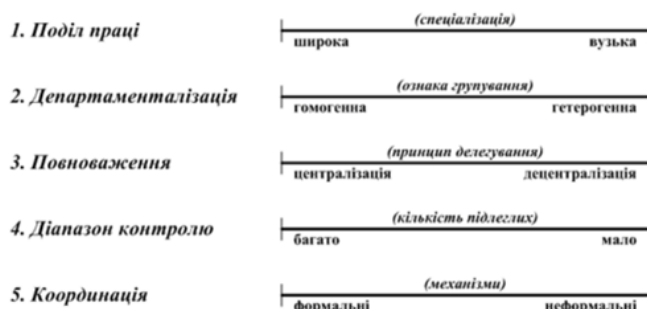 (спеціалізація)
1. Поділ праці
широка вузька
(ознака групування)
2. Департаменталізація
гомогенна гетерогенна
(принцип делегування)
3. Повноваження
централізація децентралізація
(кількість підлеглих)
4. Діапазон контролю
багато мало
(механізми)
5. Координація
формальні неформальні